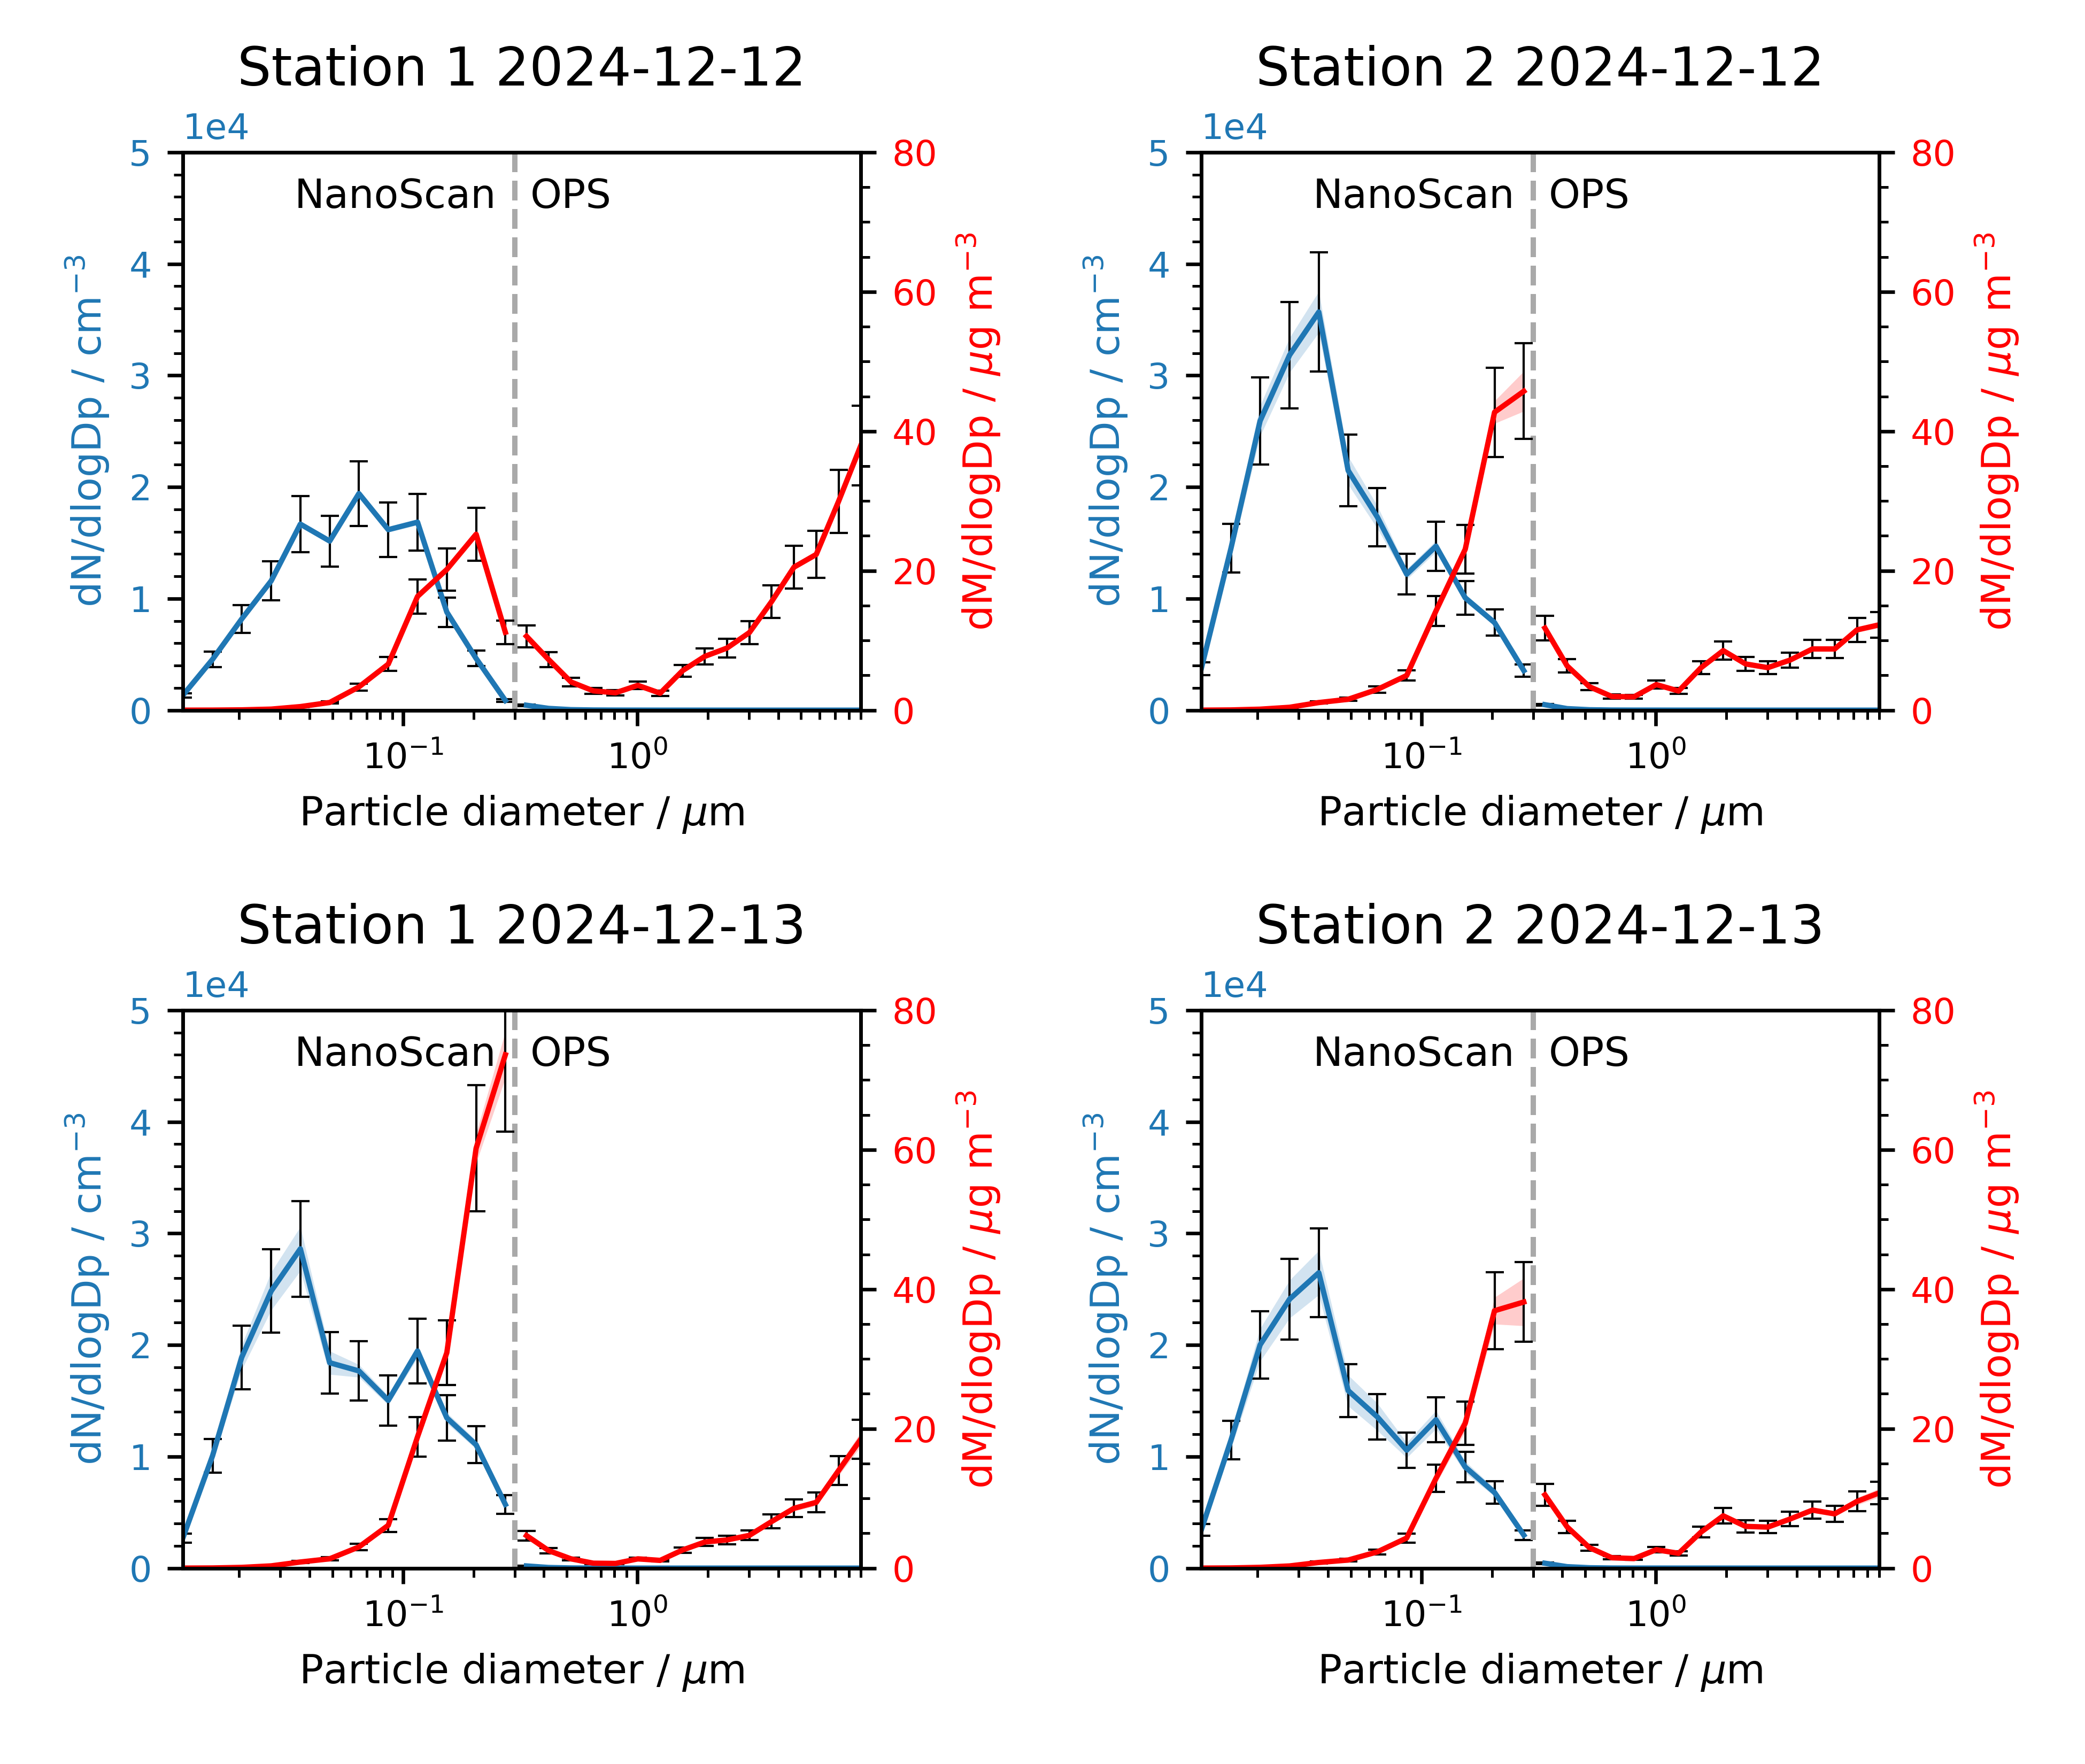 Station 1 2024-12-12
1e4
5
4
3
2
1
0
dN/dlogDp / cm⁻³
NanoScan OPS
80
60
40
20
0
dM/dlogDp / μg m⁻³
10⁻¹ 10⁰
Particle diameter / μm
Station 2 2024-12-12
1e4
5
4
3
2
1
0
dN/dlogDp / cm⁻³
NanoScan OPS
80
60
40
20
0
dM/dlogDp / μg m⁻³
10⁻¹ 10⁰
Particle diameter / μm
Station 1 2024-12-13
1e4
5
4
3
2
1
0
dN/dlogDp / cm⁻³
NanoScan OPS
80
60
40
20
0
dM/dlogDp / μg m⁻³
10⁻¹ 10⁰
Particle diameter / μm
Station 2 2024-12-13
1e4
5
4
3
2
1
0
dN/dlogDp / cm⁻³
NanoScan OPS
80
60
40
20
0
dM/dlogDp / μg m⁻³
10⁻¹ 10⁰
Particle diameter / μm